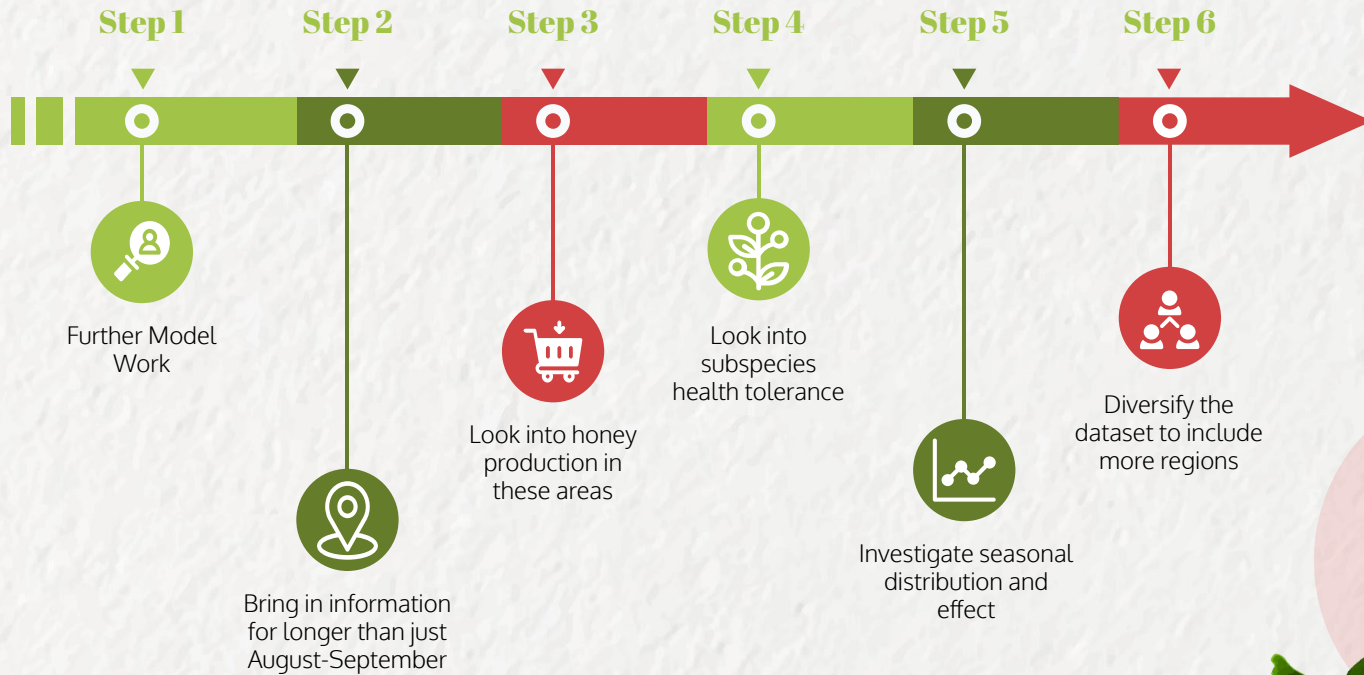 Step 1
Step 2
Step 3
Step 4
Step 5
Step 6
Further Model
Work
Bring in information
for longer than just
August-September
Look into honey
production in
these areas
Look into
subspecies
health tolerance
Investigate seasonal
distribution and
effect
Diversify the
dataset to include
more regions